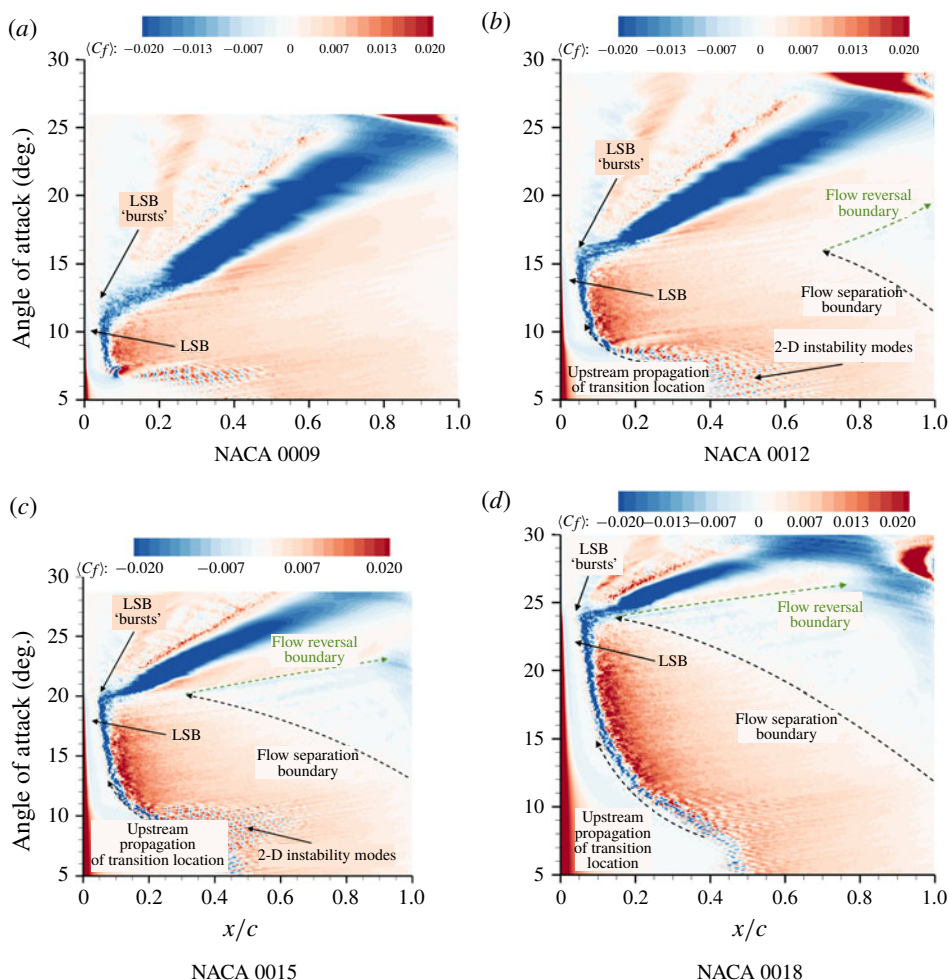 (a)
⟨Cf⟩: −0.020 −0.013 −0.007 0 0.007 0.013 0.020
Angle of attack (deg.)
30
25
20
15
10
5
LSB
‘bursts’
LSB
0 0.2 0.4 0.6 0.8 1.0
NACA 0009
(b)
⟨Cf⟩: −0.020 −0.013 −0.007 0 0.007 0.013 0.020
30
25
20
15
10
5
LSB
‘bursts’
Flow reversal
boundary
LSB
Flow separation
boundary
2-D instability modes
Upstream propagation
of transition location
0 0.2 0.4 0.6 0.8 1.0
NACA 0012
(c)
⟨Cf⟩: −0.020 −0.007 0.007 0.020
Angle of attack (deg.)
30
25
20
15
10
5
LSB
‘bursts’
Flow reversal
boundary
LSB
Flow separation
boundary
Upstream
propagation
of transition location
2-D instability modes
0 0.2 0.4 0.6 0.8 1.0
x/c
NACA 0015
(d)
⟨Cf⟩: −0.020 −0.013 −0.007 0 0.007 0.013 0.020
30
25
20
15
10
5
LSB
‘bursts’
Flow reversal
boundary
LSB
Flow separation
boundary
Upstream
propagation
of transition
location
0 0.2 0.4 0.6 0.8 1.0
x/c
NACA 0018